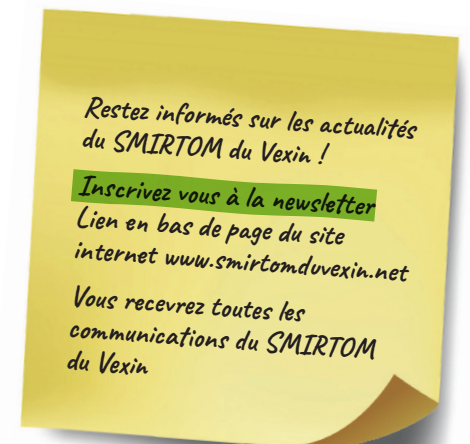 Restez informés sur les actualités
du SMIRTOM du Vexin !
Inscrivez vous à la newsletter
Lien en bas de page du site
internet www.smirtomduvexin.net
Vous recevrez toutes les
communications du SMIRTOM
du Vexin